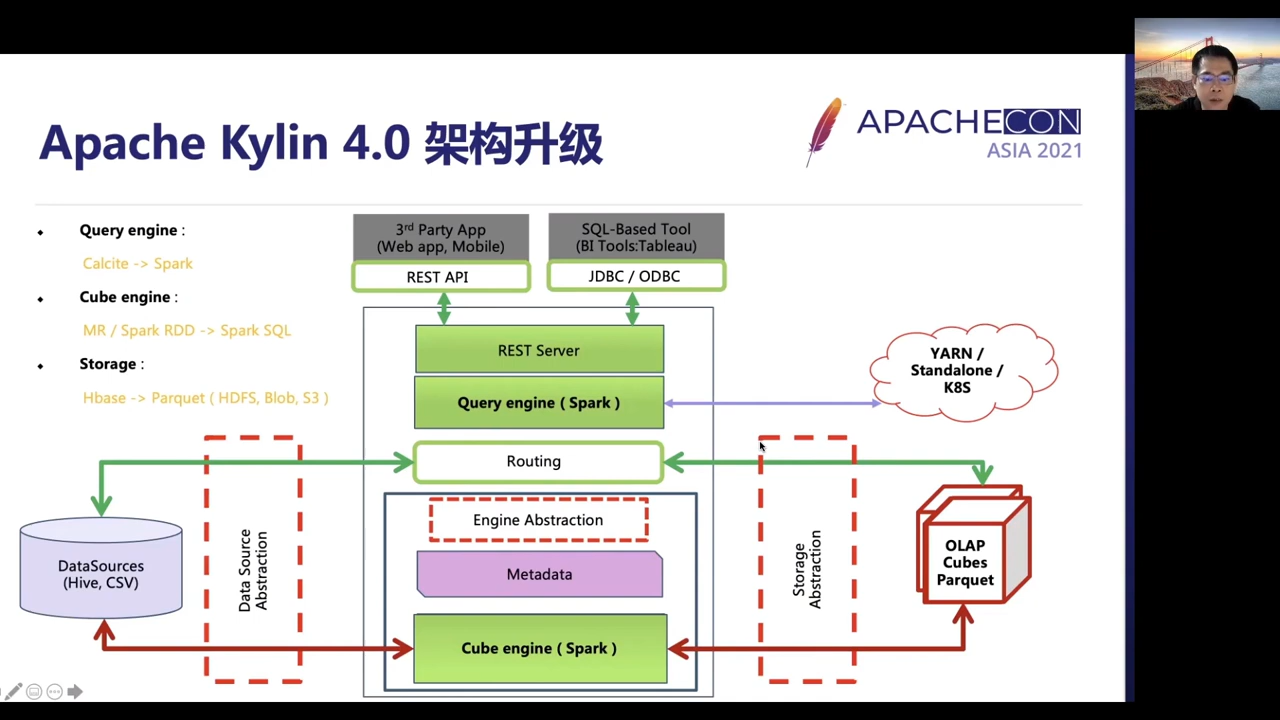 Apache Kylin 4.0 架构升级
APACHECON
ASIA 2021
Query engine :
Calcite -> Spark
Cube engine :
MR / Spark RDD -> Spark SQL
Storage :
Hbase -> Parquet ( HDFS, Blob, S3 )
3rd Party App
(Web app, Mobile)
REST API
SQL-Based Tool
(BI Tools:Tableau)
JDBC / ODBC
REST Server
Query engine ( Spark )
YARN /
Standalone /
K8S
Routing
Engine Abstraction
Metadata
Cube engine ( Spark )
DataSources
(Hive, CSV)
Data Source
Abstraction
Storage
Abstraction
OLAP
Cubes
Parquet